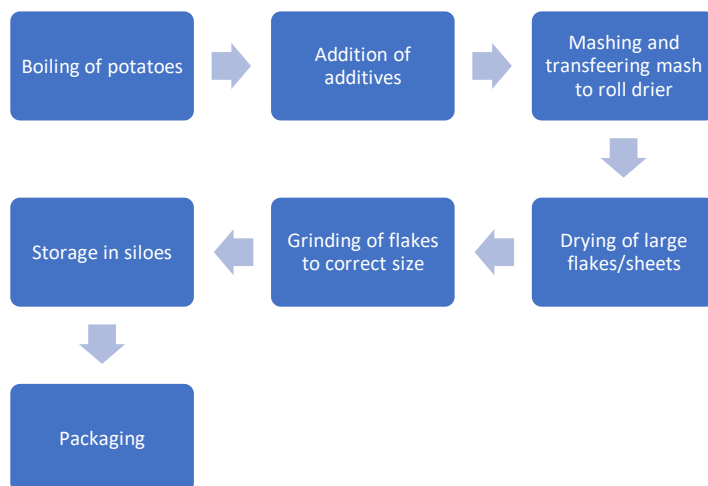 Boiling of potatoes
Addition of
additives
Mashing and
transfeering mash
to roll drier
Drying of large
flakes/sheets
Grinding of flakes
to correct size
Storage in siloes
Packaging